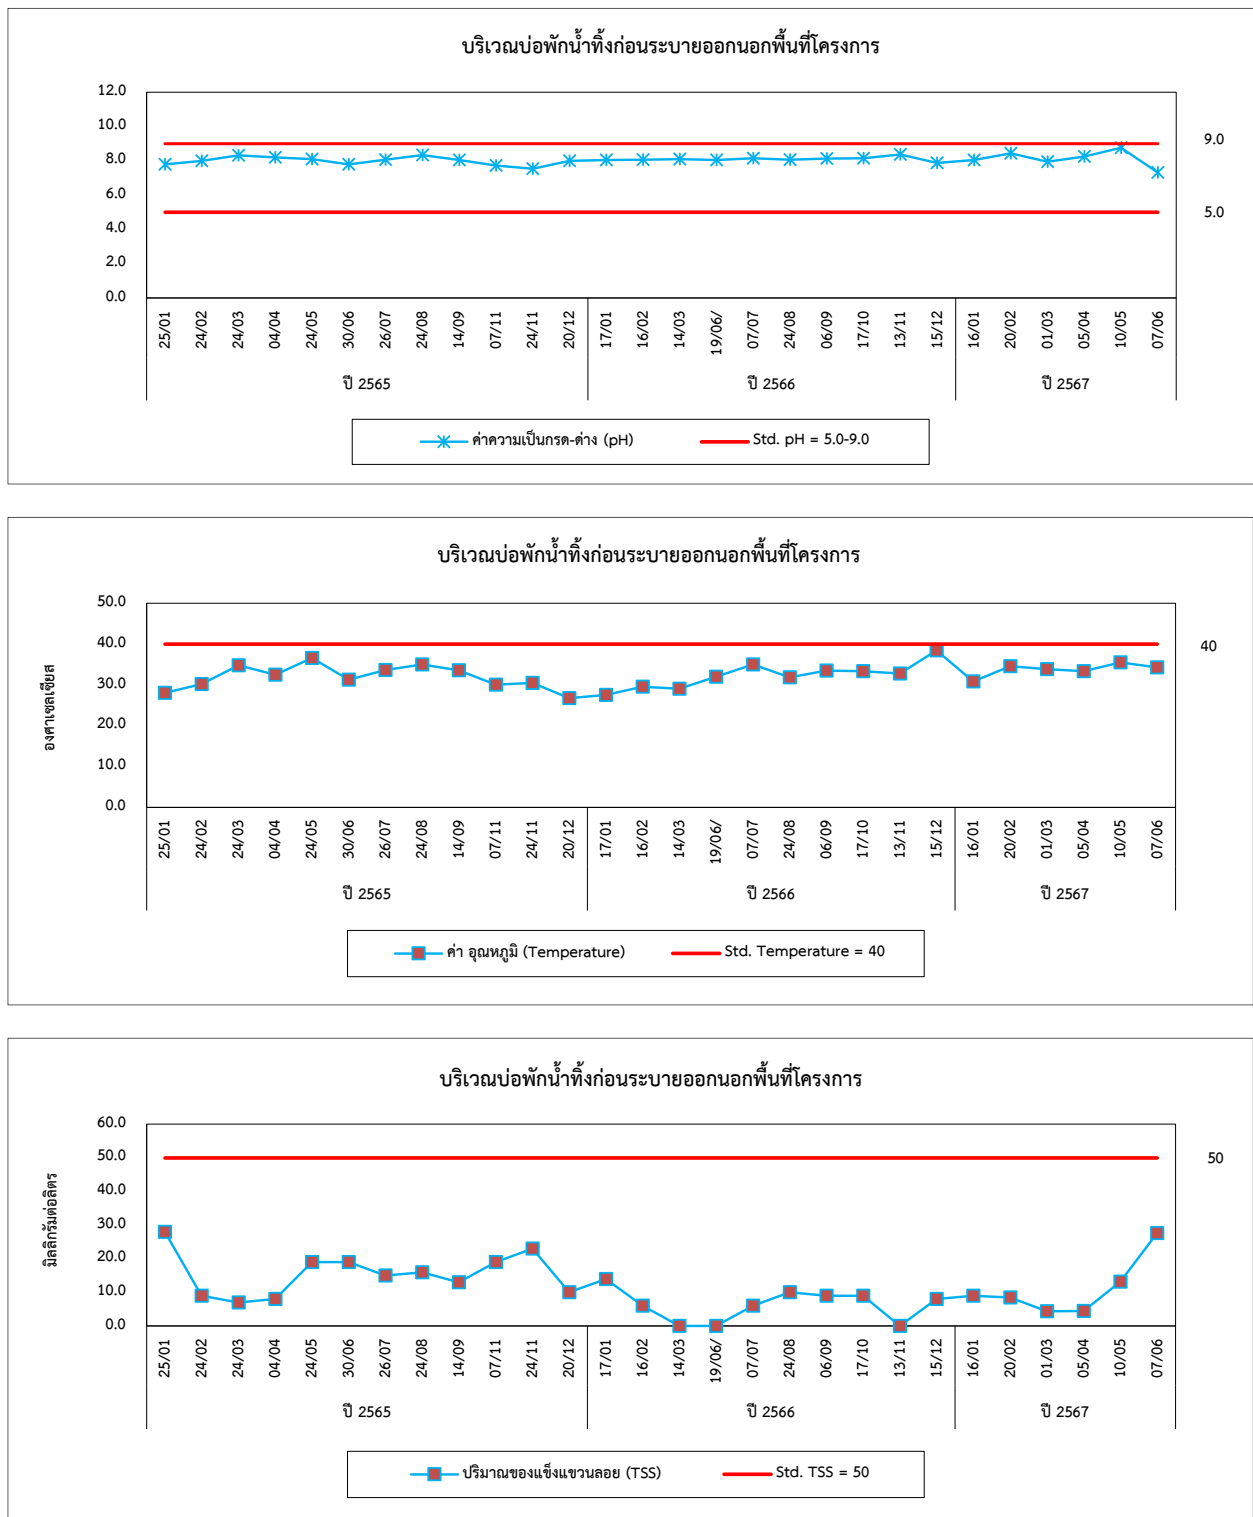 บริเวณบ่อพักน้ำทิ้งก่อนระบายออกนอกพื้นที่โครงการ
12.0
10.0
8.0
6.0
4.0
2.0
0.0
9.0
5.0
25/01 24/02 24/03 04/04 24/05 30/06 26/07 24/08 14/09 07/11 24/11 20/12 17/01 16/02 14/03 19/06/ 07/07 24/08 06/09 17/10 13/11 15/12 16/01 20/02 01/03 05/04 10/05 07/06
ปี 2565 ปี 2566 ปี 2567
ค่าความเป็นกรด-ด่าง (pH) Std. pH = 5.0-9.0
บริเวณบ่อพักน้ำทิ้งก่อนระบายออกนอกพื้นที่โครงการ
องศาเซลเซียส
50.0
40.0
30.0
20.0
10.0
0.0
40
25/01 24/02 24/03 04/04 24/05 30/06 26/07 24/08 14/09 07/11 24/11 20/12 17/01 16/02 14/03 19/06/ 07/07 24/08 06/09 17/10 13/11 15/12 16/01 20/02 01/03 05/04 10/05 07/06
ปี 2565 ปี 2566 ปี 2567
ค่า อุณหภูมิ (Temperature) Std. Temperature = 40
บริเวณบ่อพักน้ำทิ้งก่อนระบายออกนอกพื้นที่โครงการ
มิลลิกรัมต่อลิตร
60.0
50.0
40.0
30.0
20.0
10.0
0.0
50
25/01 24/02 24/03 04/04 24/05 30/06 26/07 24/08 14/09 07/11 24/11 20/12 17/01 16/02 14/03 19/06/ 07/07 24/08 06/09 17/10 13/11 15/12 16/01 20/02 01/03 05/04 10/05 07/06
ปี 2565 ปี 2566 ปี 2567
ปริมาณของแข็งแขวนลอย (TSS) Std. TSS = 50